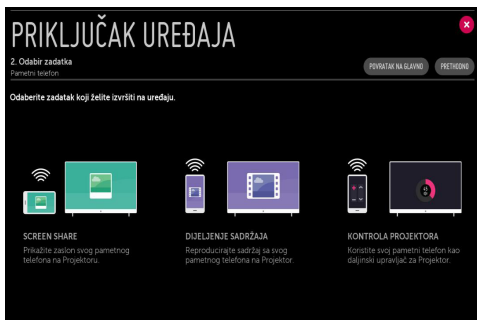 PRIKLJUČAK UREĐAJA
2. Odabir zadatka
Pametni telefon
POVRATAK NA GLAVNO
PRETHODNO
Odaberite zadatak koji želite izvršiti na uređaju.
SCREEN SHARE
Prikažite zaslon svog pametnog
telefona na Projektoru.
DIJELJENJE SADRŽAJA
Reproducirajte sadržaj sa svog
pametnog telefona na Projektor.
KONTROLA PROJEKTORA
Koristite svoj pametni telefon kao
daljinski upravljač za Projektor.